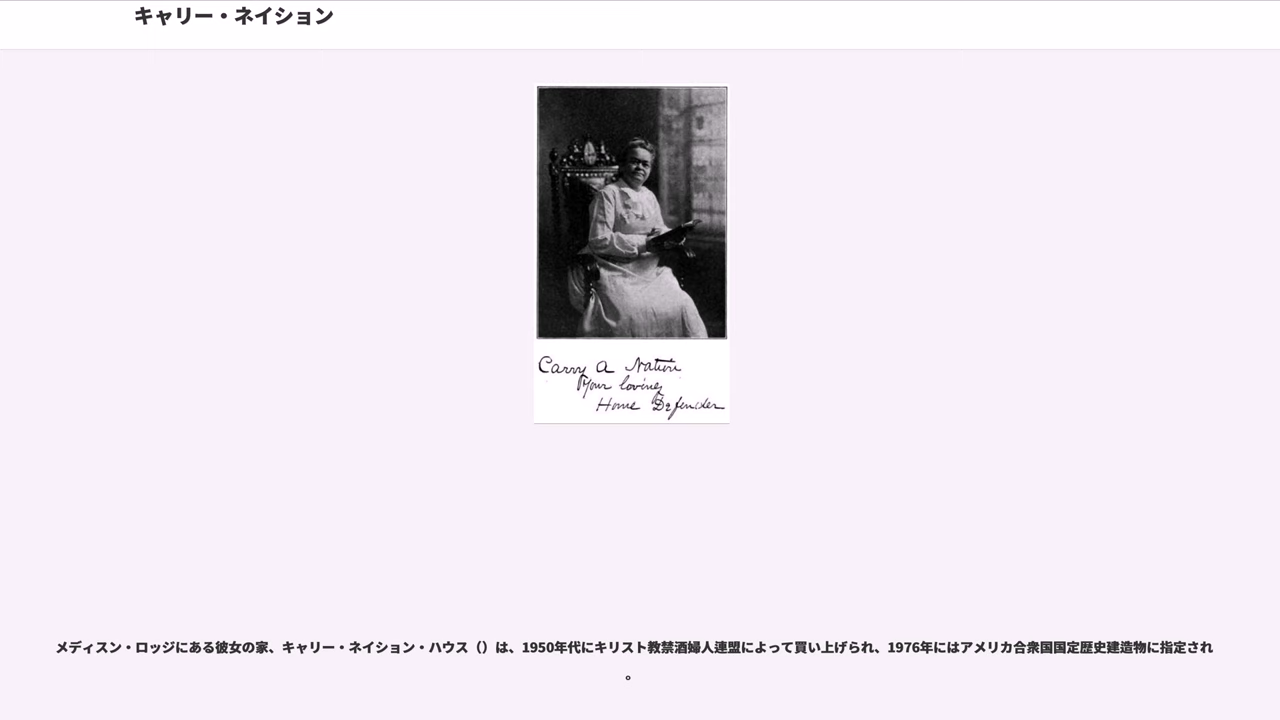 キャリー・ネイション
Carry A Nation
Your loving
Home Defender
メディスン・ロッジにある彼女の家、キャリー・ネイション・ハウス（）は、1950年代にキリスト教禁酒婦人連盟によって買い上げられ、1976年にはアメリカ合衆国国定歴史建造物に指定され
。